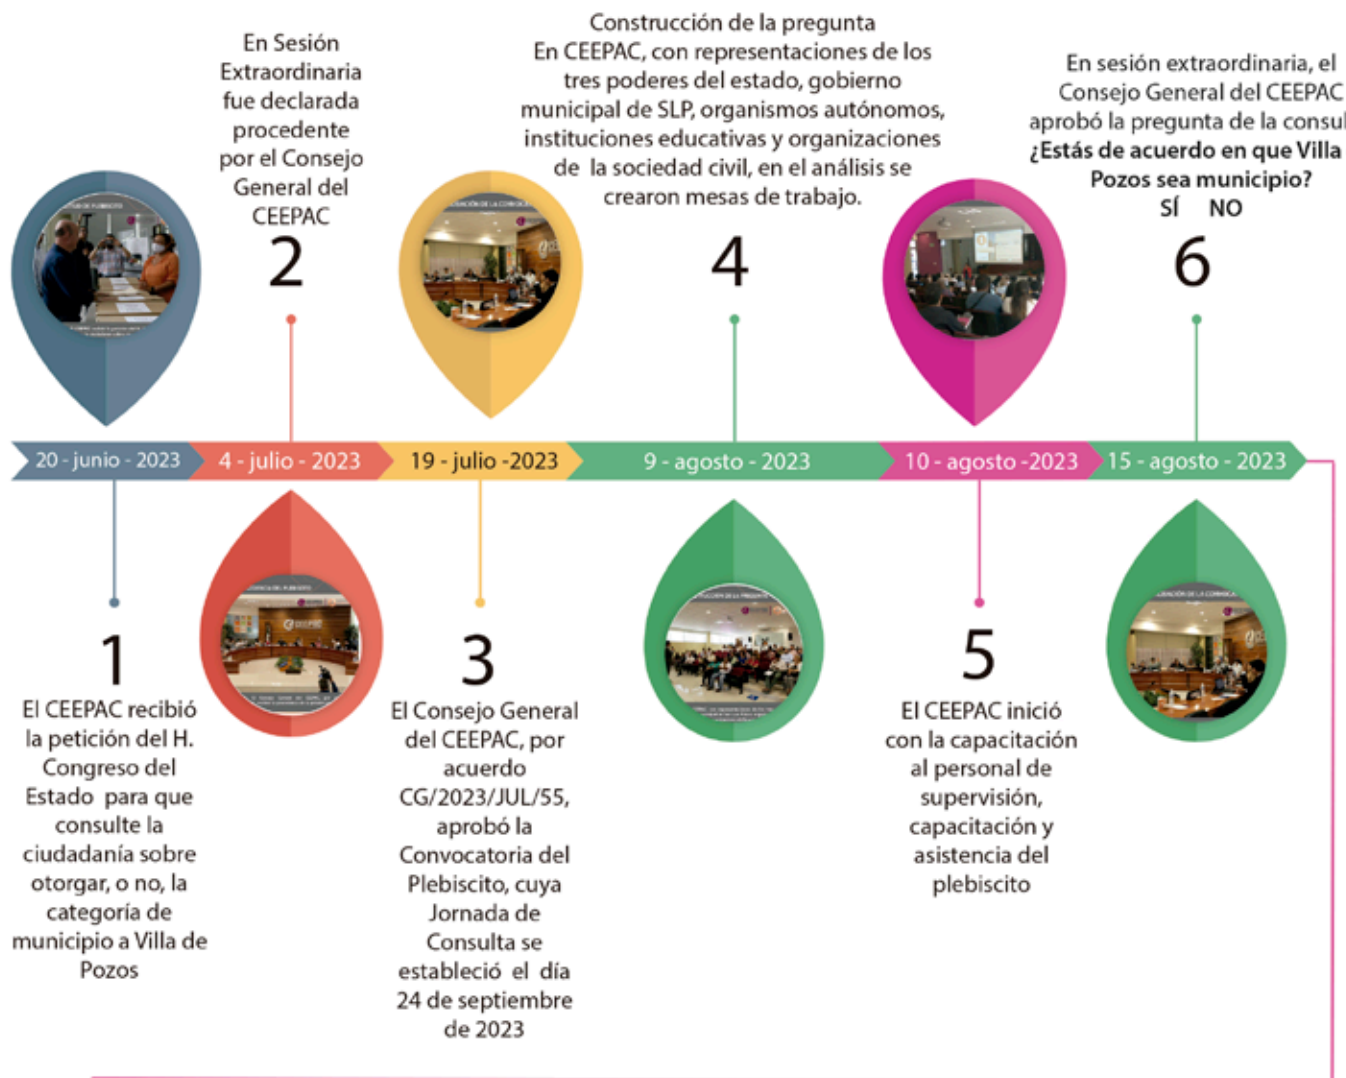 En Sesión
Extraordinaria
fue declarada
procedente
por el Consejo
General del
CEEPAC
2
Construcción de la pregunta
En CEEPAC, con representaciones de los
tres poderes del estado, gobierno
municipal de SLP, organismos autónomos,
instituciones educativas y organizaciones
de la sociedad civil, en el análisis se
crearon mesas de trabajo.
4
En sesión extraordinaria, el
Consejo General del CEEPAC
aprobó la pregunta de la consul
¿Estás de acuerdo en que Villa
Pozos sea municipio?
SÍ NO
6
20 - junio - 2023
4 - julio - 2023
19 - julio -2023
9 - agosto - 2023
10 - agosto -2023
15 - agosto - 2023
1
El CEEPAC recibió
la petición del H.
Congreso del
Estado para que
consulte la
ciudadanía sobre
otorgar, o no, la
categoría de
municipio a Villa de
Pozos
CEEPAC
3
El Consejo General
del CEEPAC, por
acuerdo
CG/2023/JUL/55,
aprobó la
Convocatoria del
Plebiscito, cuya
Jornada de
Consulta se
estableció el día
24 de septiembre
de 2023
5
El CEEPAC inició
con la capacitación
al personal de
supervisión,
capacitación y
asistencia del
plebiscito